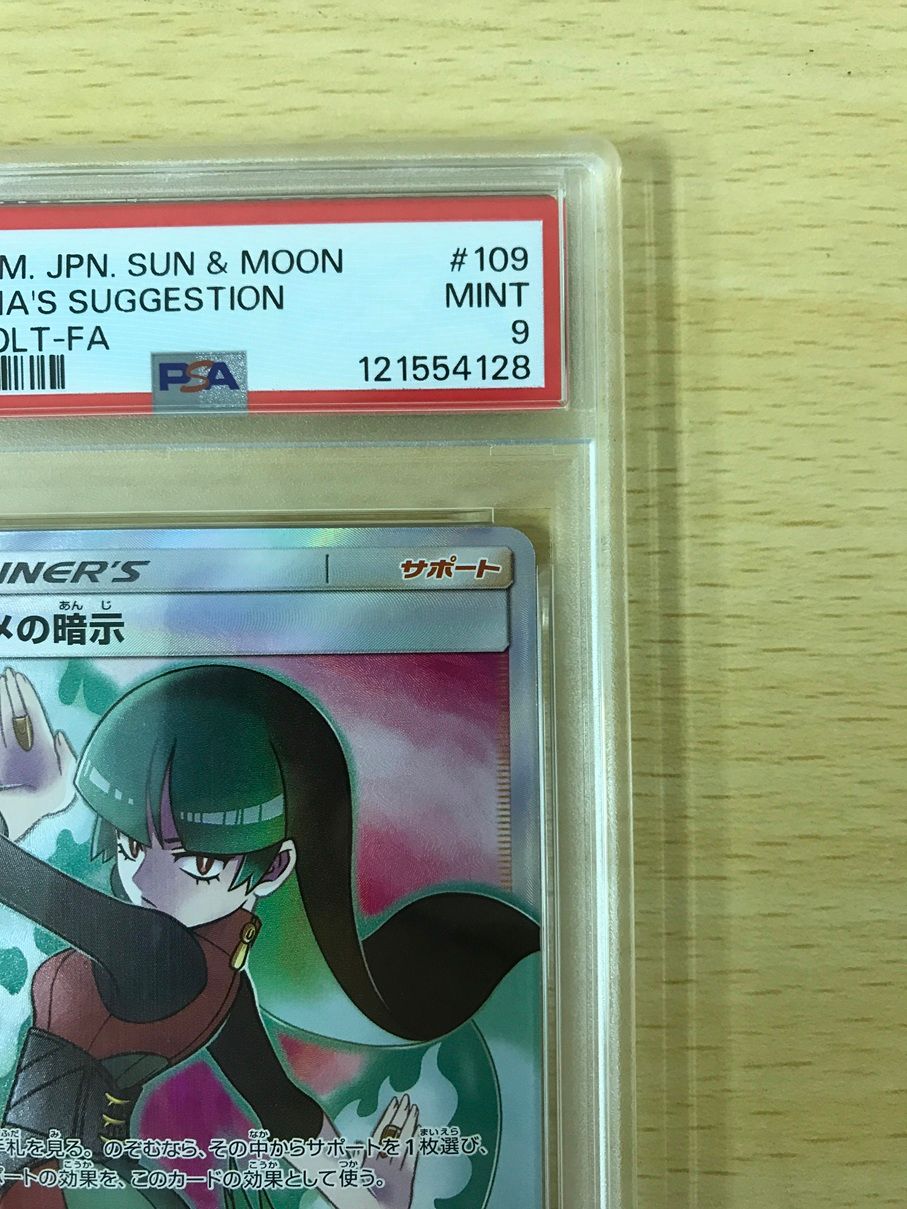 M. JPN. SUN & MOON #109
IA'S SUGGESTION MINT
OLT-FA 9
PSA 121554128
INER'S サポート
あん じ
メの暗示
ふだ み なか まいえら
手札を見る。のぞむなら、その中からサポートを1枚選び、
こうか こうか つか
ポートの効果を、このカードの効果として使う。